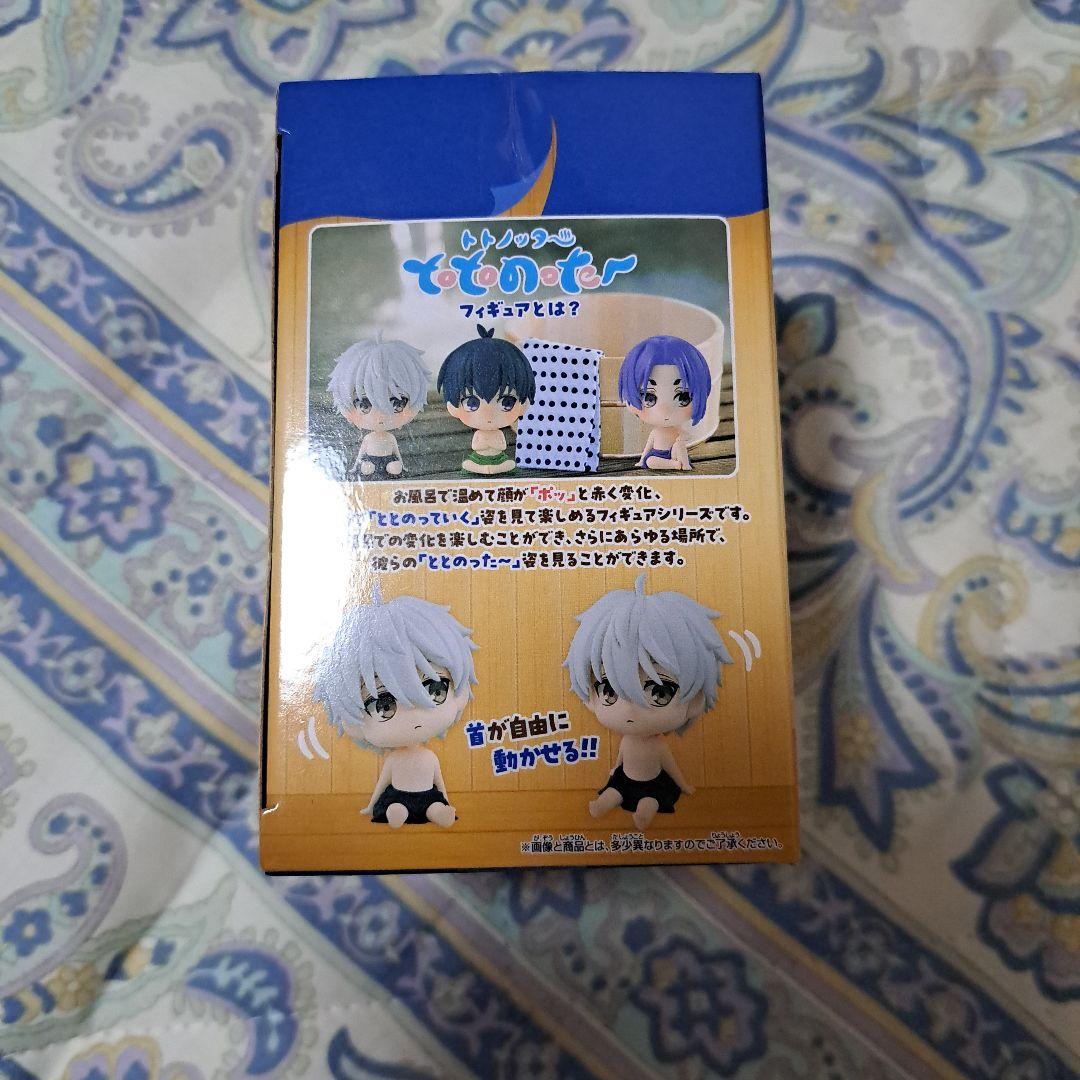 トトノッタ〜
ととのった〜
フィギュアとは?
お風呂で温めて顔が「ポッ」と赤く変化、
「ととのっていく」姿を見て楽しめるフィギュアシリーズです。
での変化を楽しむことができ、さらにあらゆる場所で、
彼らの「ととのった〜」姿を見ることができます。
首が自由に
動かせる!!
※画像と商品とは、多少異なりますのでご了承ください。